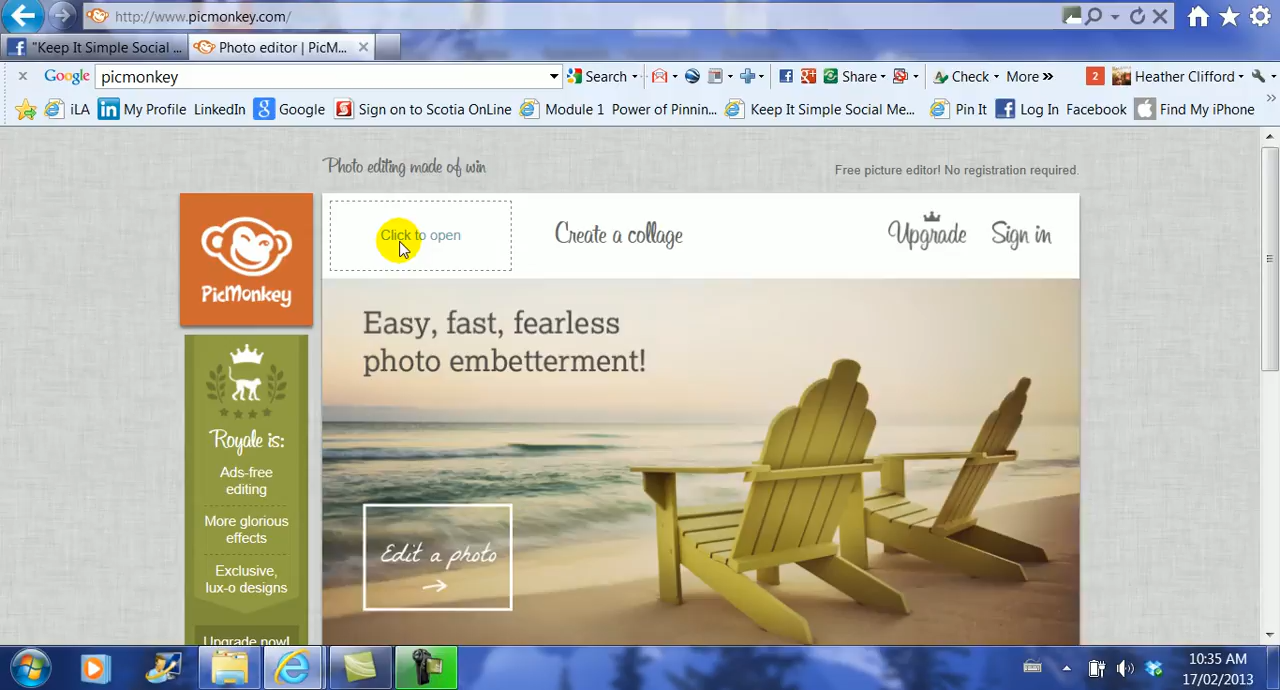 http://www.picmonkey.com/
"Keep It Simple Social ...
Photo editor | PicM...
Google picmonkey Search Share Check More » 2 Heather Clifford
iLA My Profile LinkedIn Google Sign on to Scotia OnLine Module 1 Power of Pinnin... Keep It Simple Social Me... Pin It Log In Facebook Find My iPhone
Photo editing made of win
Free picture editor! No registration required.
Click to open
Create a collage
Upgrade
Sign in
PicMonkey
Easy, fast, fearless
photo embetterment!
Edit a photo
Royale is:
Ads-free
editing
More glorious
effects
Exclusive,
lux-o designs
Upgrade now!
10:35 AM
17/02/2013